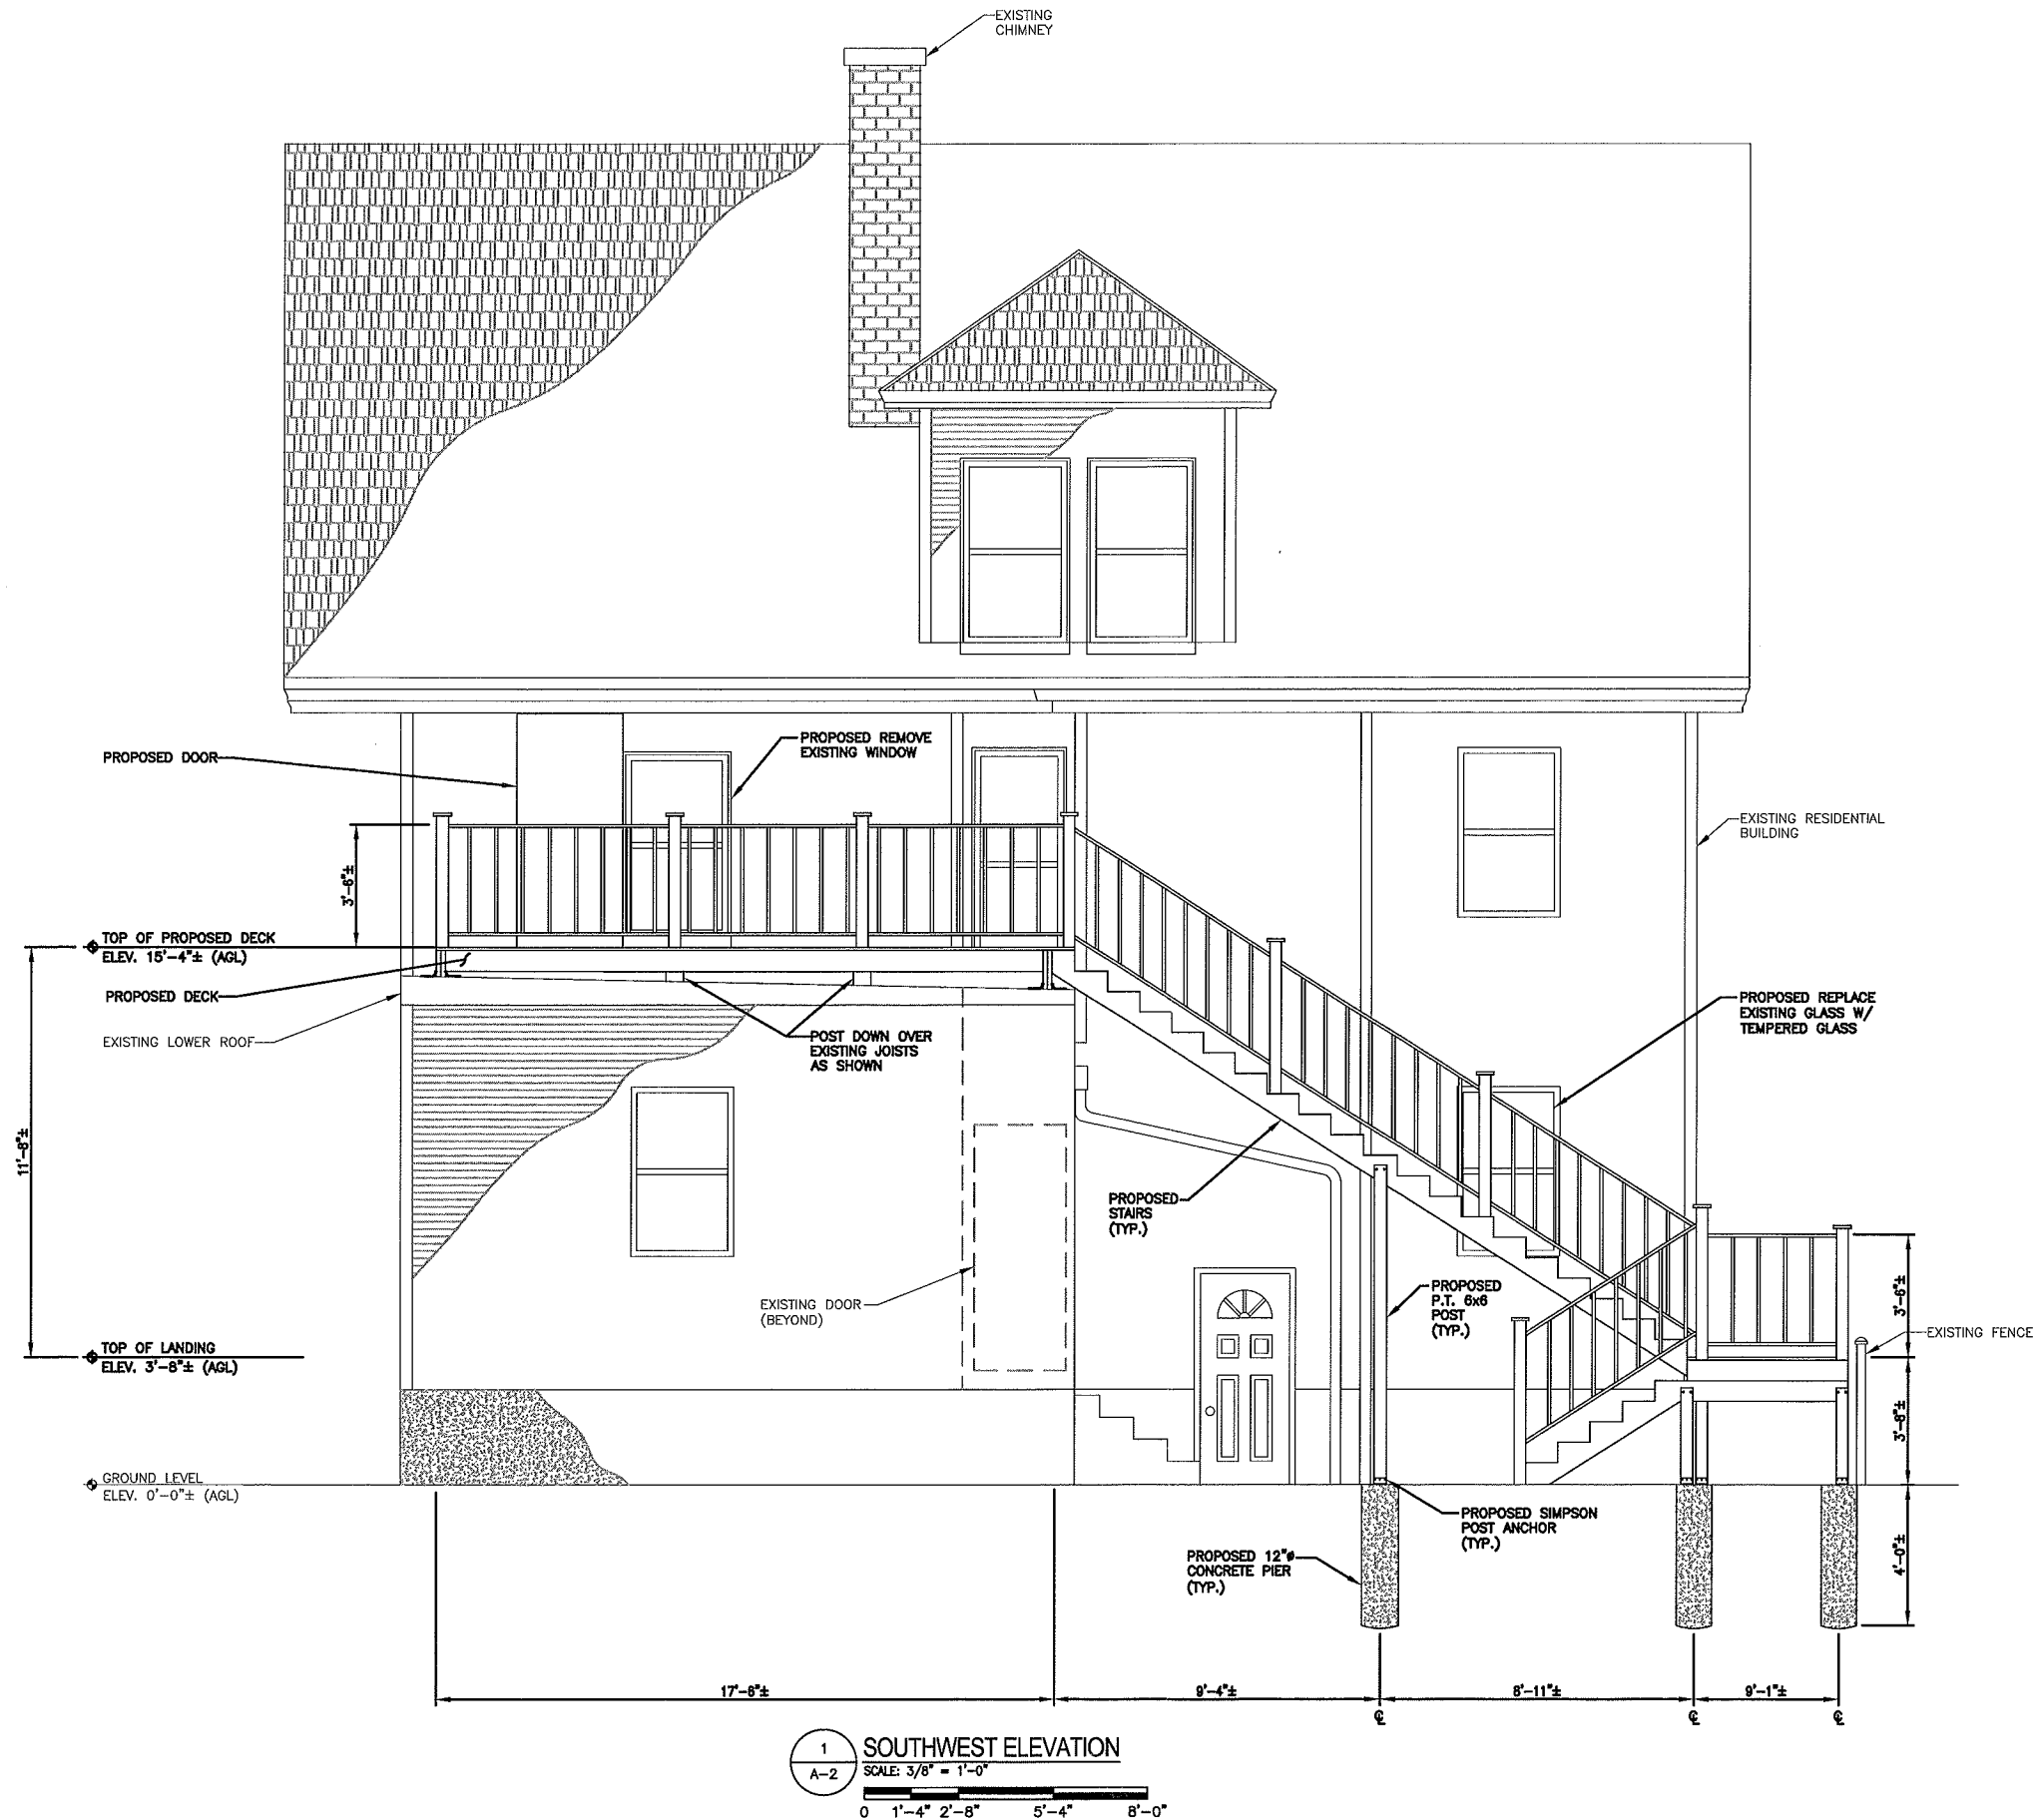 EXISTING
CHIMNEY
PROPOSED DOOR
PROPOSED REMOVE
EXISTING WINDOW
EXISTING RESIDENTIAL
BUILDING
3'-6"±
TOP OF PROPOSED DECK
ELEV. 15'-4"± (AGL)
PROPOSED DECK
EXISTING LOWER ROOF
POST DOWN OVER
EXISTING JOISTS
AS SHOWN
PROPOSED REPLACE
EXISTING GLASS W/
TEMPERED GLASS
11'-8"±
PROPOSED
STAIRS
(TYP.)
EXISTING DOOR
(BEYOND)
PROPOSED
P.T. 6x6
POST
(TYP.)
3'-6"±
EXISTING FENCE
TOP OF LANDING
ELEV. 3'-8"± (AGL)
3'-8"±
GROUND LEVEL
ELEV. 0'-0"± (AGL)
PROPOSED SIMPSON
POST ANCHOR
(TYP.)
PROPOSED 12"ø
CONCRETE PIER
(TYP.)
4'-0"±
17'-6"±
9'-4"±
8'-11"±
9'-1"±
℄
℄
℄
1
A-2
SOUTHWEST ELEVATION
SCALE: 3/8" = 1'-0"
0 1'-4" 2'-8" 5'-4" 8'-0"